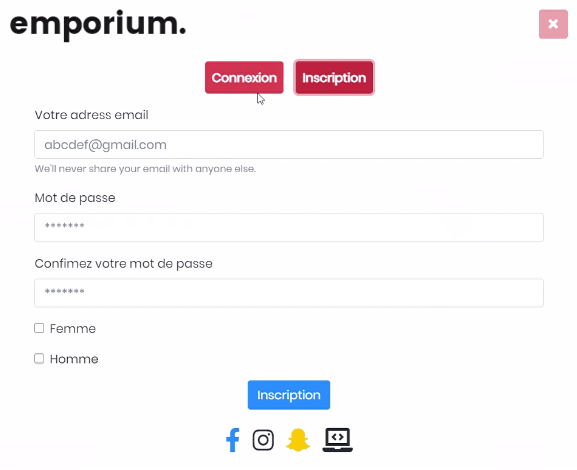 emporium.
Connexion Inscription
Votre adress email
abcdef@gmail.com
We'll never share your email with anyone else.
Mot de passe
*******
Confimez votre mot de passe
*******
Femme
Homme
Inscription